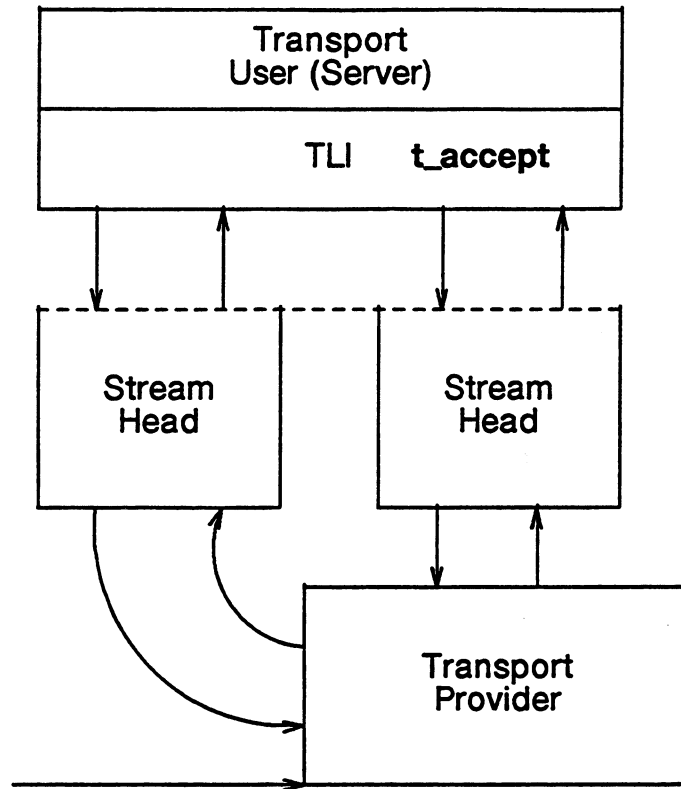 Transport
User (Server)
TLI t_accept
Stream
Head
Stream
Head
Transport
Provider